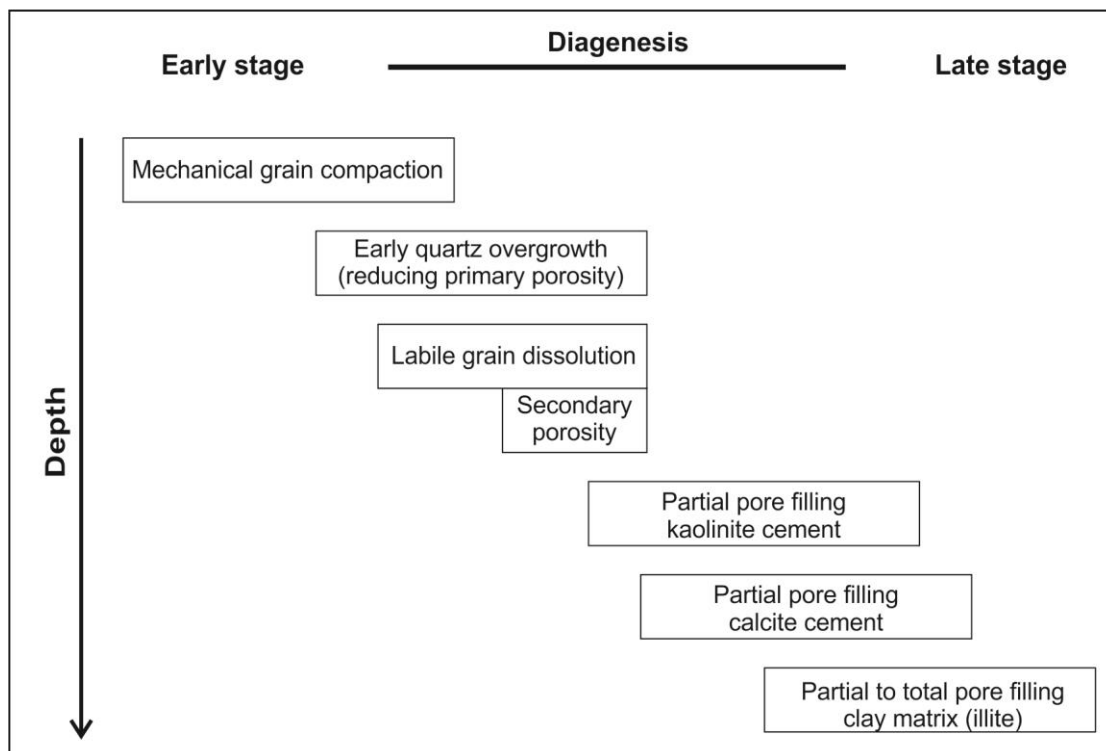 Diagenesis
Early stage
Late stage
Mechanical grain compaction
Early quartz overgrowth
(reducing primary porosity)
Labile grain dissolution
Secondary
porosity
Depth
Partial pore filling
kaolinite cement
Partial pore filling
calcite cement
Partial to total pore filling
clay matrix (illite)